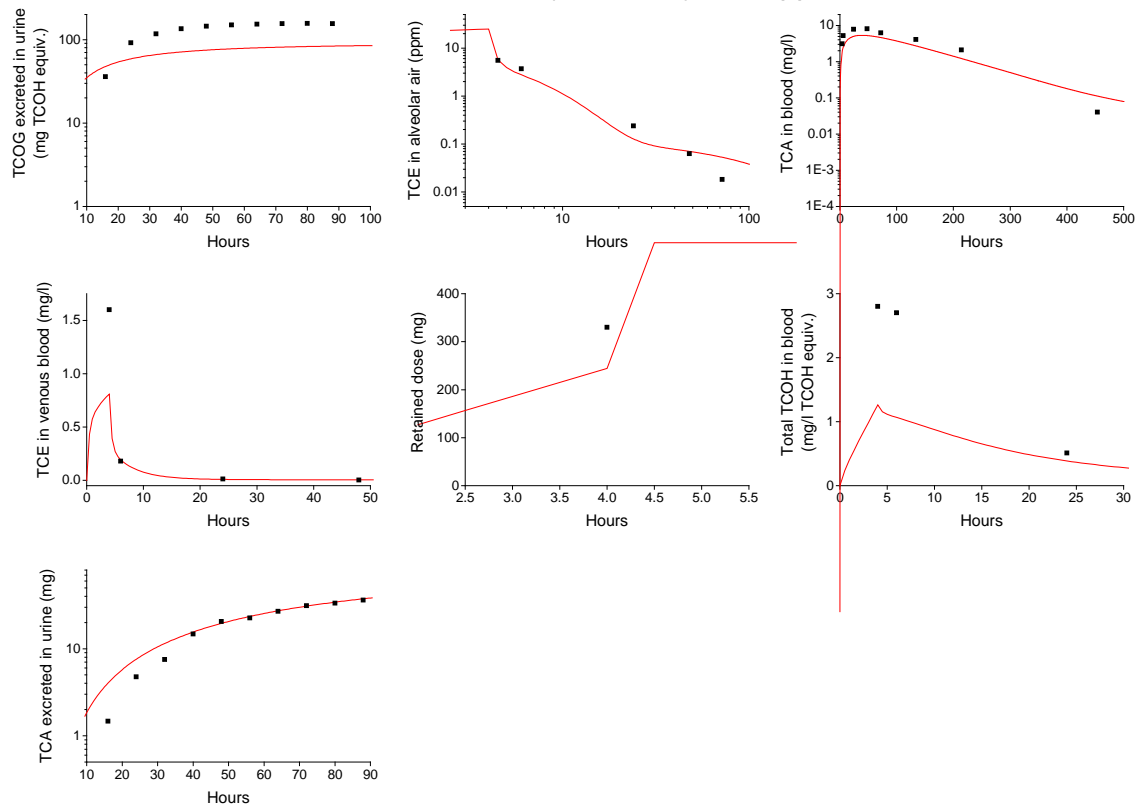 TCOG excreted in urine
(mg TCOH equiv.)
100
10
1
10 20 30 40 50 60 70 80 90 100
Hours
TCE in alveolar air (ppm)
10
1
0.1
0.01
10 100
Hours
TCA in blood (mg/l)
10
1
0.1
0.01
1E-3
1E-4
0 100 200 300 400 500
Hours
TCE in venous blood (mg/l)
1.5
1.0
0.5
0.0
0 10 20 30 40 50
Hours
Retained dose (mg)
400
300
200
100
0
2.5 3.0 3.5 4.0 4.5 5.0 5.5
Hours
Total TCOH in blood
(mg/l TCOH equiv.)
3
2
1
0
0 5 10 15 20 25 30
Hours
TCA excreted in urine (mg)
10
1
10 20 30 40 50 60 70 80 90
Hours